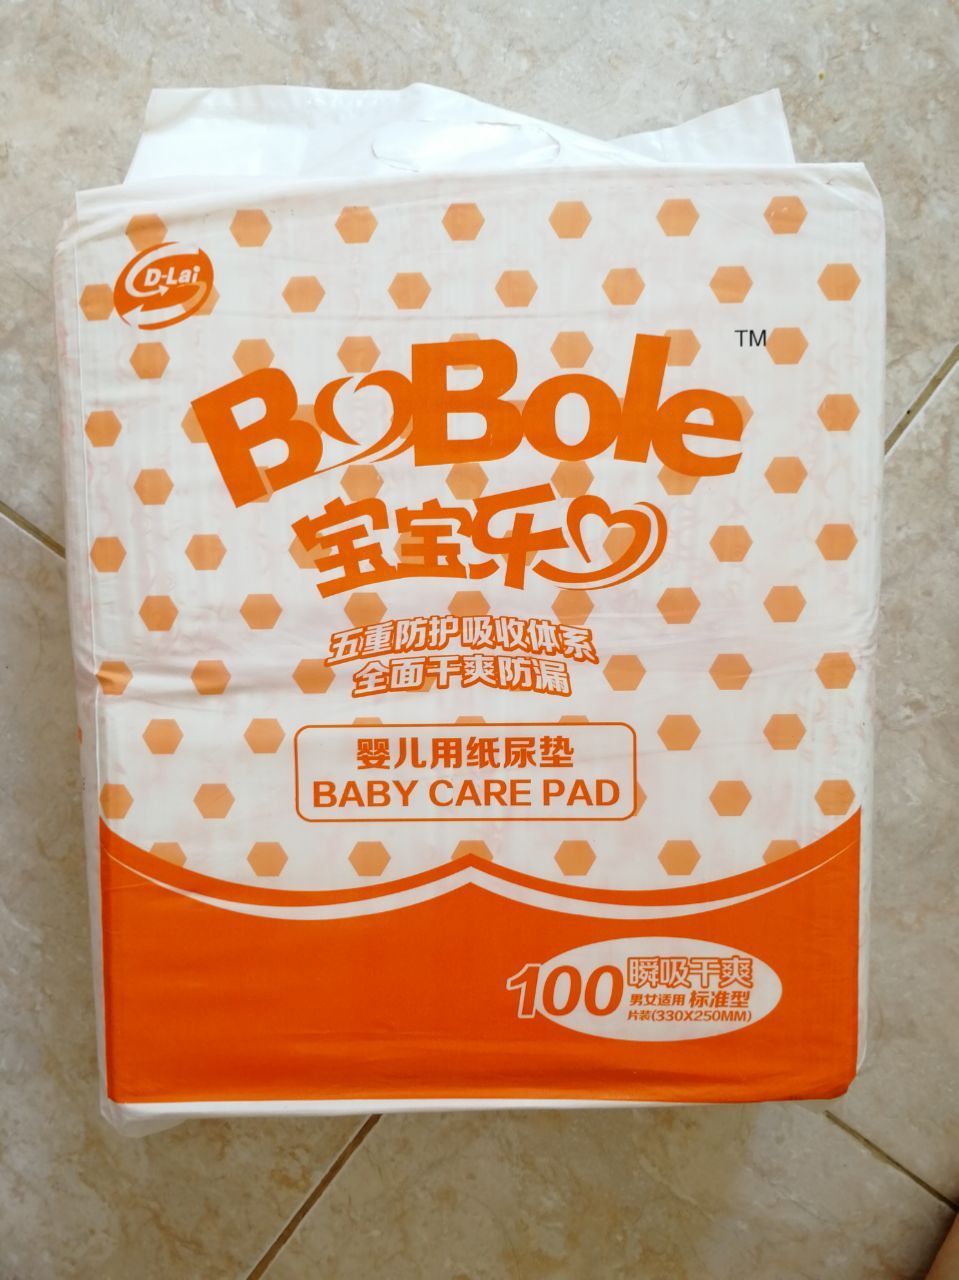 D-Lai
BoBole TM
宝宝乐
五重防护吸收体系
全面干爽防漏
婴儿用纸尿垫
BABY CARE PAD
100 瞬吸干爽
男女适用 标准型
片装(330X250MM)